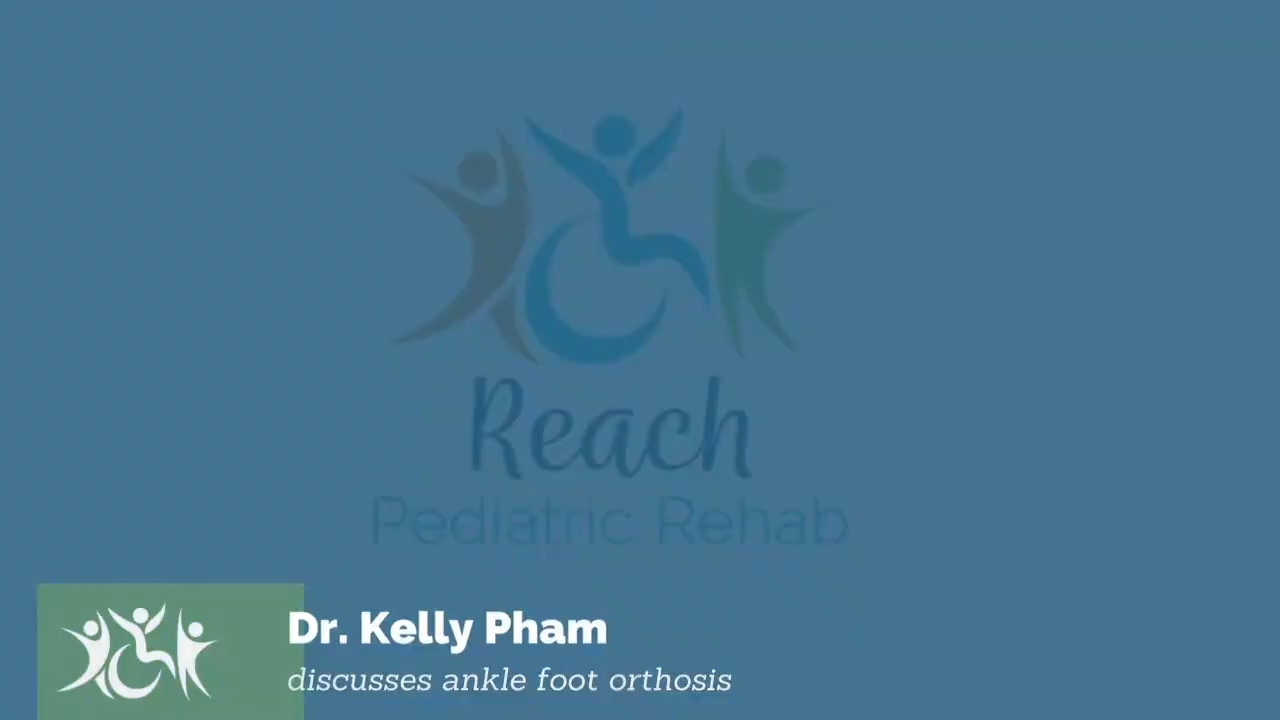 Reach
Pediatric Rehab
Dr. Kelly Pham
discusses ankle foot orthosis